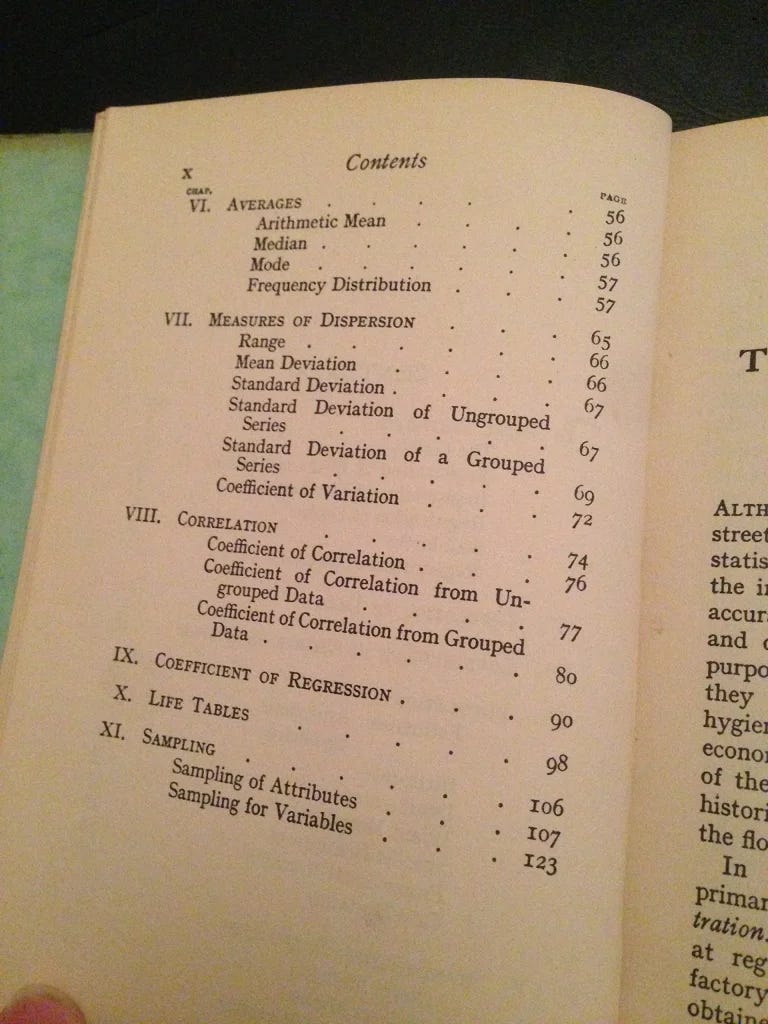 x
Contents
CHAP. PAGE
VI. AVERAGES . . . . . 56
Arithmetic Mean . . . . 56
Median . . . . . . 56
Mode . . . . . . 57
Frequency Distribution . . . 57
VII. MEASURES OF DISPERSION . . . 65
Range . . . . . . 66
Mean Deviation . . . . . 66
Standard Deviation . . . . 67
Standard Deviation of Ungrouped
Series . . . . . 67
Standard Deviation of a Grouped
Series . . . . . 69
Coefficient of Variation . . . 72
VIII. CORRELATION . . . . . 74
Coefficient of Correlation . . . 76
Coefficient of Correlation from Un-
grouped Data . . . . 77
Coefficient of Correlation from Grouped
Data . . . . . . 80
IX. COEFFICIENT OF REGRESSION . . . 90
X. LIFE TABLES . . . . . 98
XI. SAMPLING . . . . . . 106
Sampling of Attributes . . . 107
Sampling for Variables . . . 123
T
ALTH
street
statis
the i
accur
and
purpo
they
hygien
econo
of the
histori
the flo
In
primar
tration.
at reg
factory
obtaine